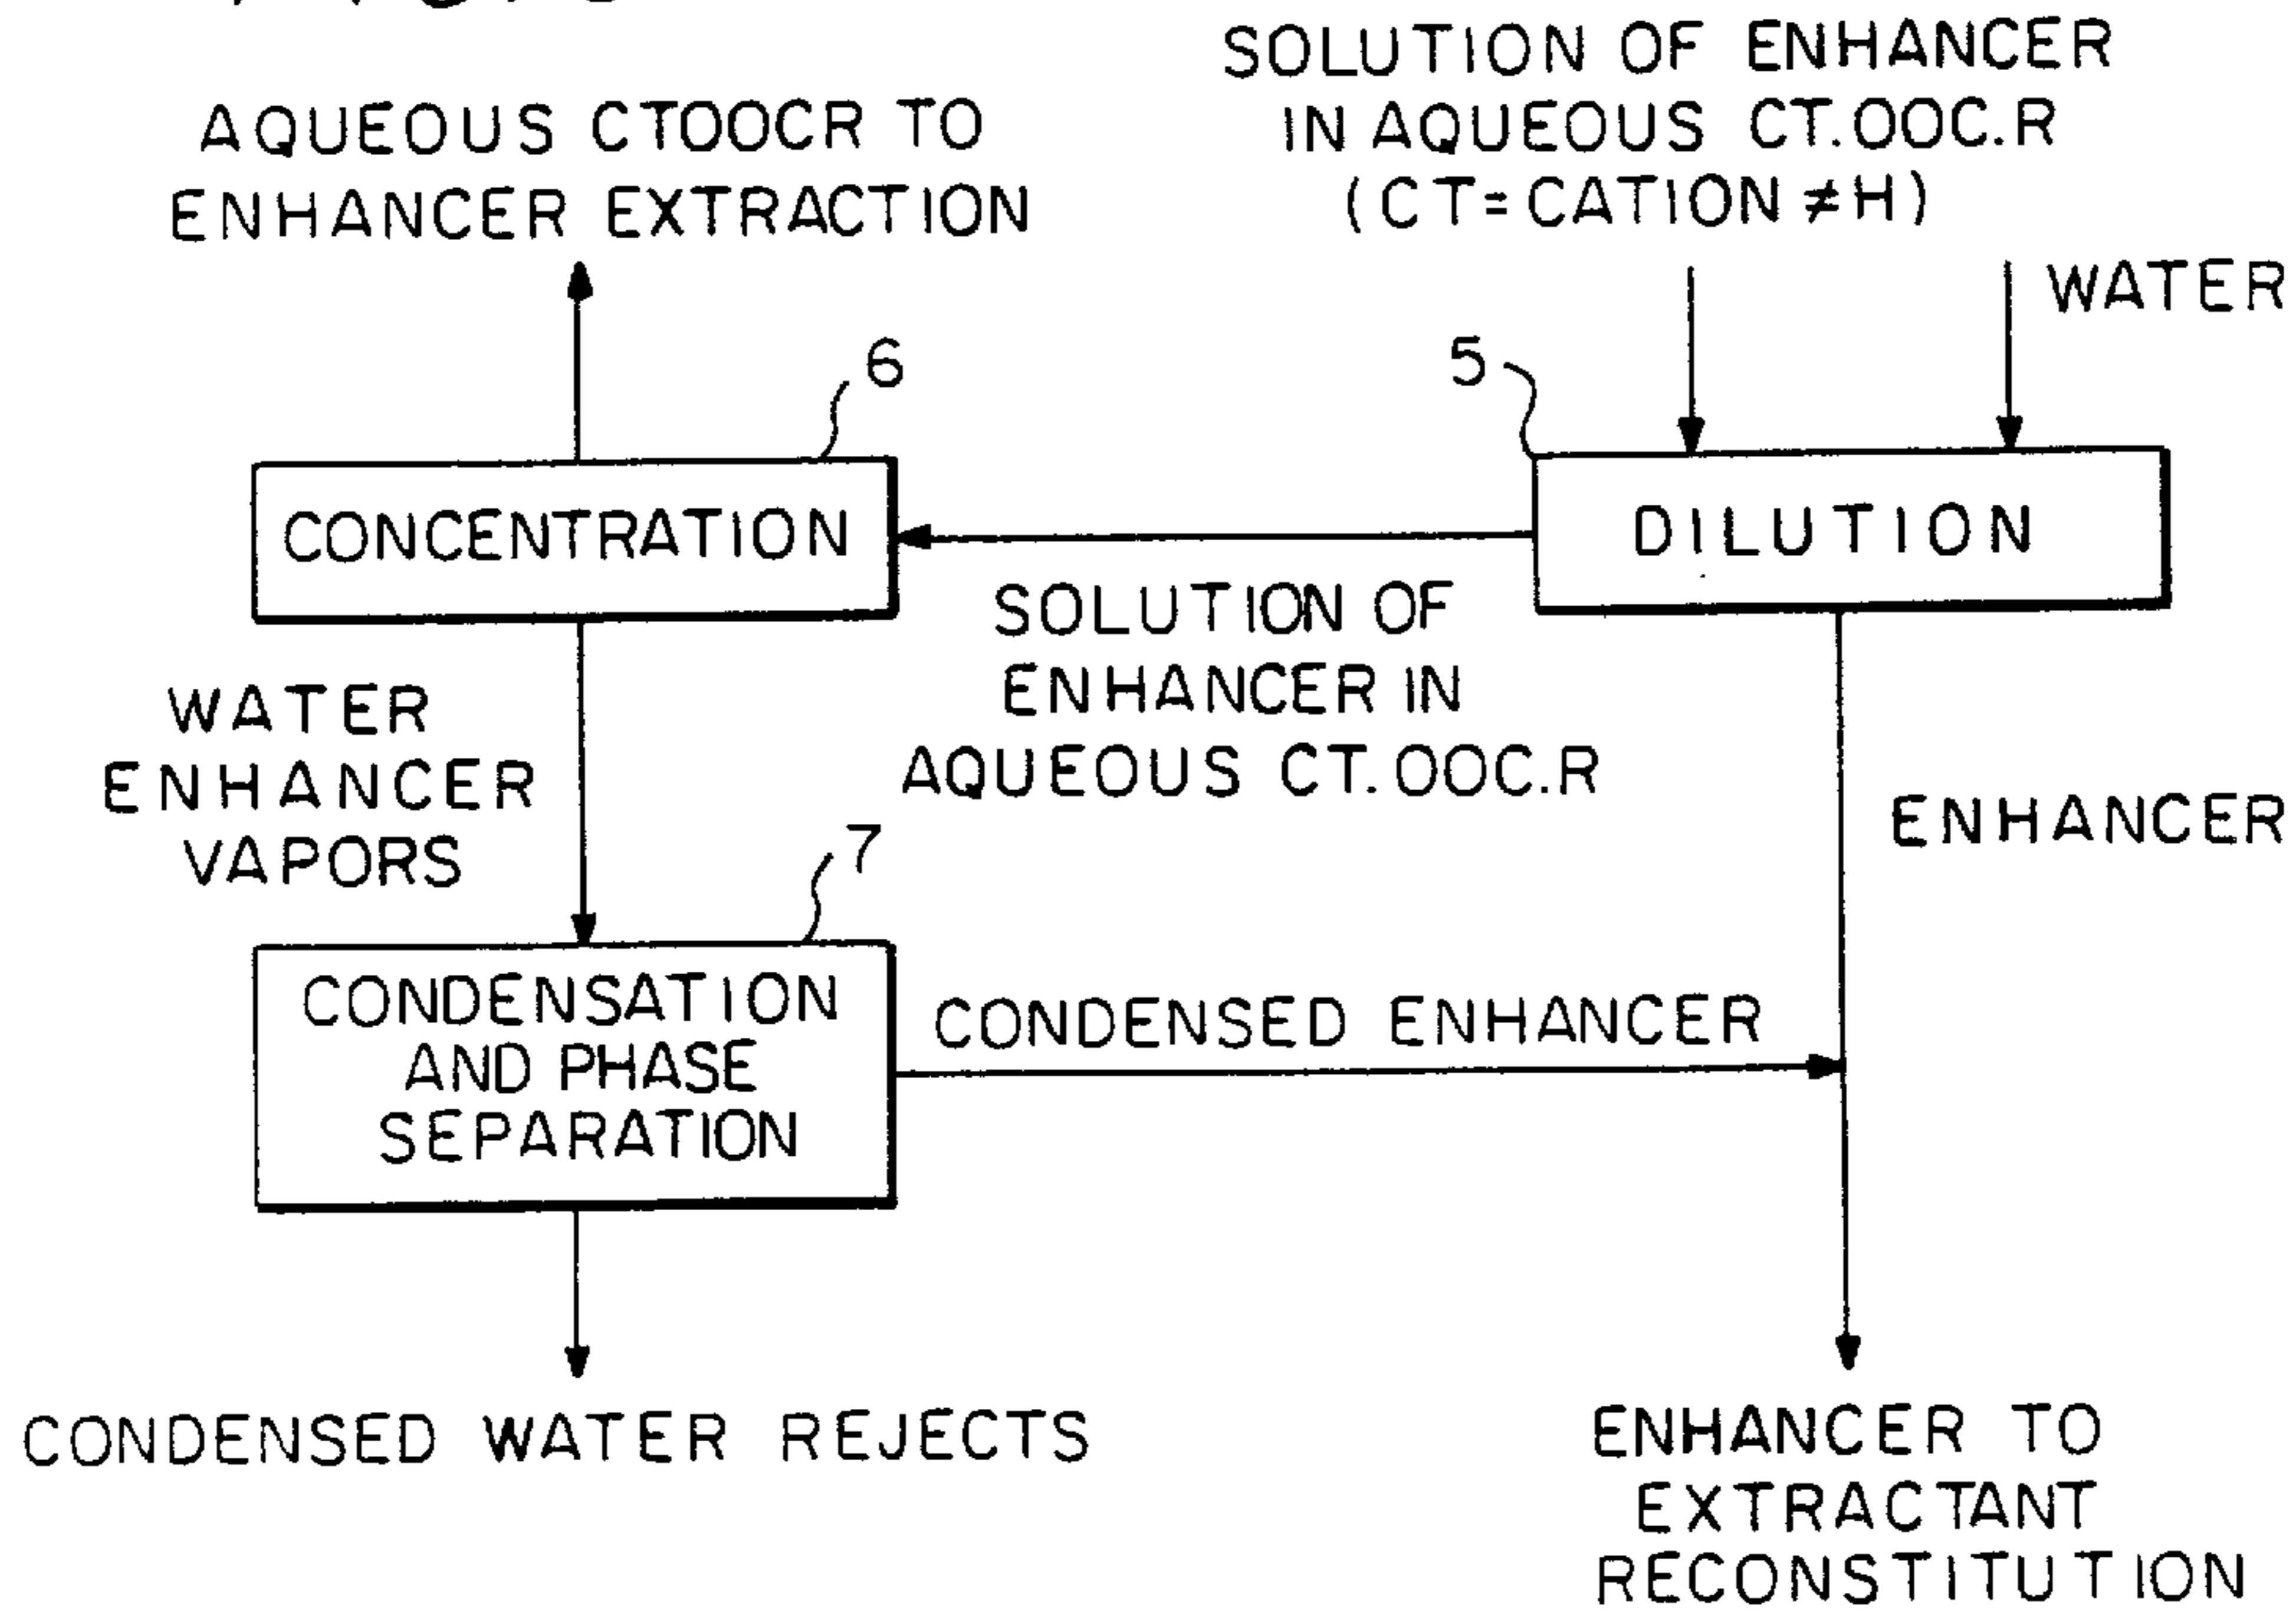 SOLUTION OF ENHANCER
IN AQUEOUS CT.OOC.R
(CT=CATION ≠H)
AQUEOUS CTOOCR TO
ENHANCER EXTRACTION
WATER
6
5
CONCENTRATION
DILUTION
SOLUTION OF
ENHANCER IN
AQUEOUS CT.OOC.R
WATER
ENHANCER
VAPORS
ENHANCER
7
CONDENSATION
AND PHASE
SEPARATION
CONDENSED ENHANCER
CONDENSED WATER REJECTS
ENHANCER TO
EXTRACTANT
RECONSTITUTION